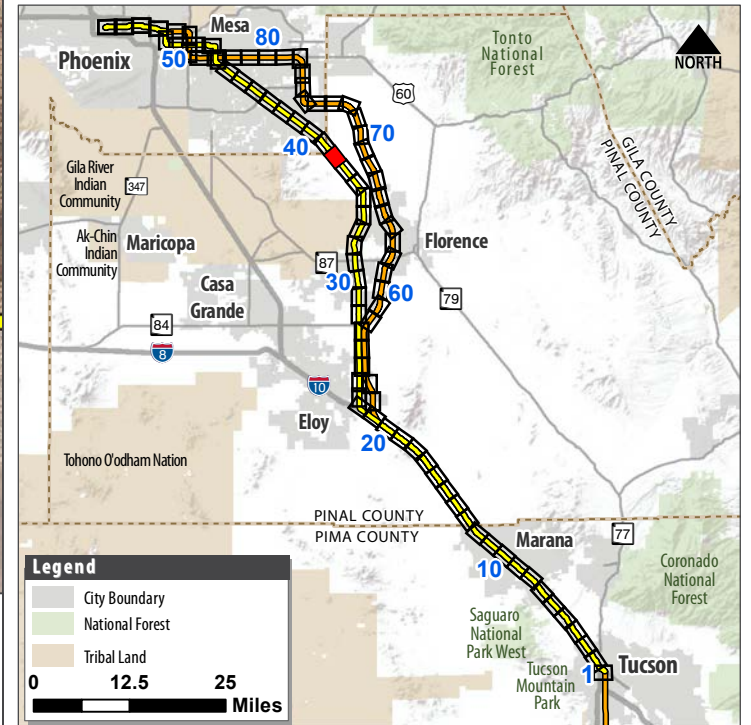 Mesa
80
Phoenix
50
Tonto
National
Forest
NORTH
60
70
40
GILA COUNTY
PINAL COUNTY
Gila River
Indian
Community
347
Ak-Chin
Indian
Community
Maricopa
87
Florence
Casa
Grande
30
60
79
84
8
10
Eloy
20
Tohono O'odham Nation
PINAL COUNTY
PIMA COUNTY
Marana
77
10
Coronado
National
Forest
Saguaro
National
Park West
Tucson
Mountain
Park
1
Tucson
Legend
City Boundary
National Forest
Tribal Land
0 12.5 25
Miles